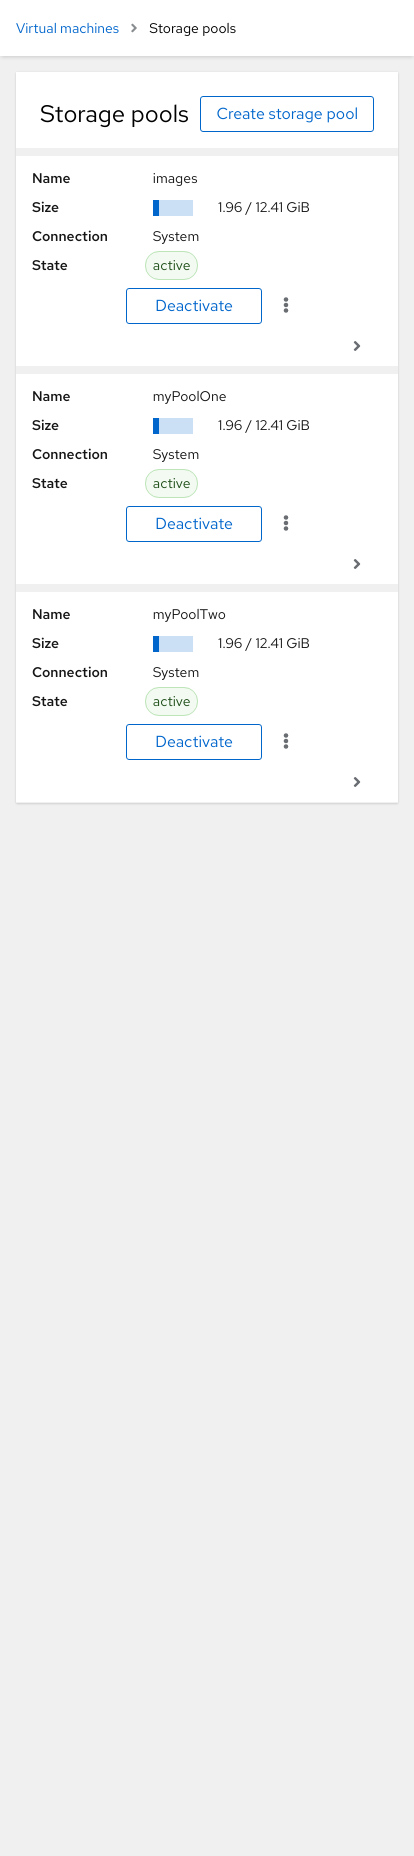 Virtual machines Storage pools
Storage pools Create storage pool
Name images
Size 1.96 / 12.41 GiB
Connection System
State active
Deactivate
Name myPoolOne
Size 1.96 / 12.41 GiB
Connection System
State active
Deactivate
Name myPoolTwo
Size 1.96 / 12.41 GiB
Connection System
State active
Deactivate